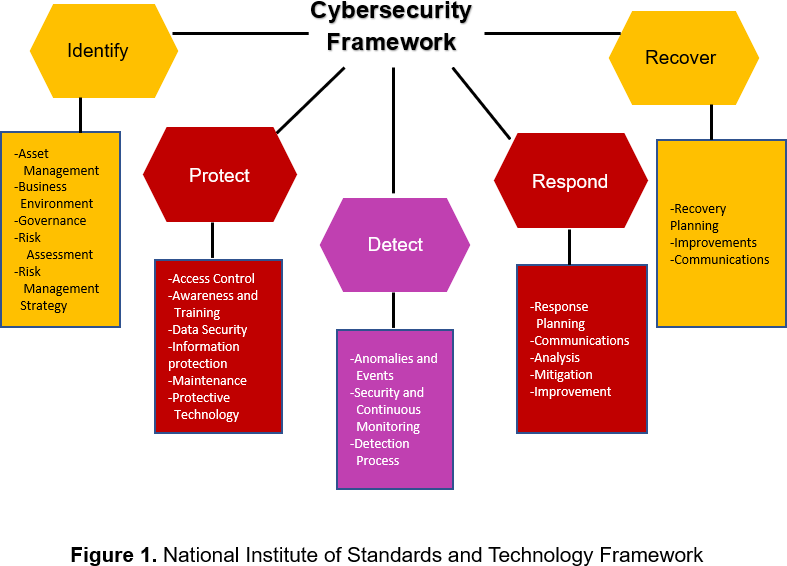 Cybersecurity
Framework
Identify
-Asset
Management
-Business
Environment
-Governance
-Risk
Assessment
-Risk
Management
Strategy
Protect
-Access Control
-Awareness and
Training
-Data Security
-Information
protection
-Maintenance
-Protective
Technology
Detect
-Anomalies and
Events
-Security and
Continuous
Monitoring
-Detection
Process
Respond
-Response
Planning
-Communications
-Analysis
-Mitigation
-Improvement
Recover
-Recovery
Planning
-Improvements
-Communications
Figure 1. National Institute of Standards and Technology Framework